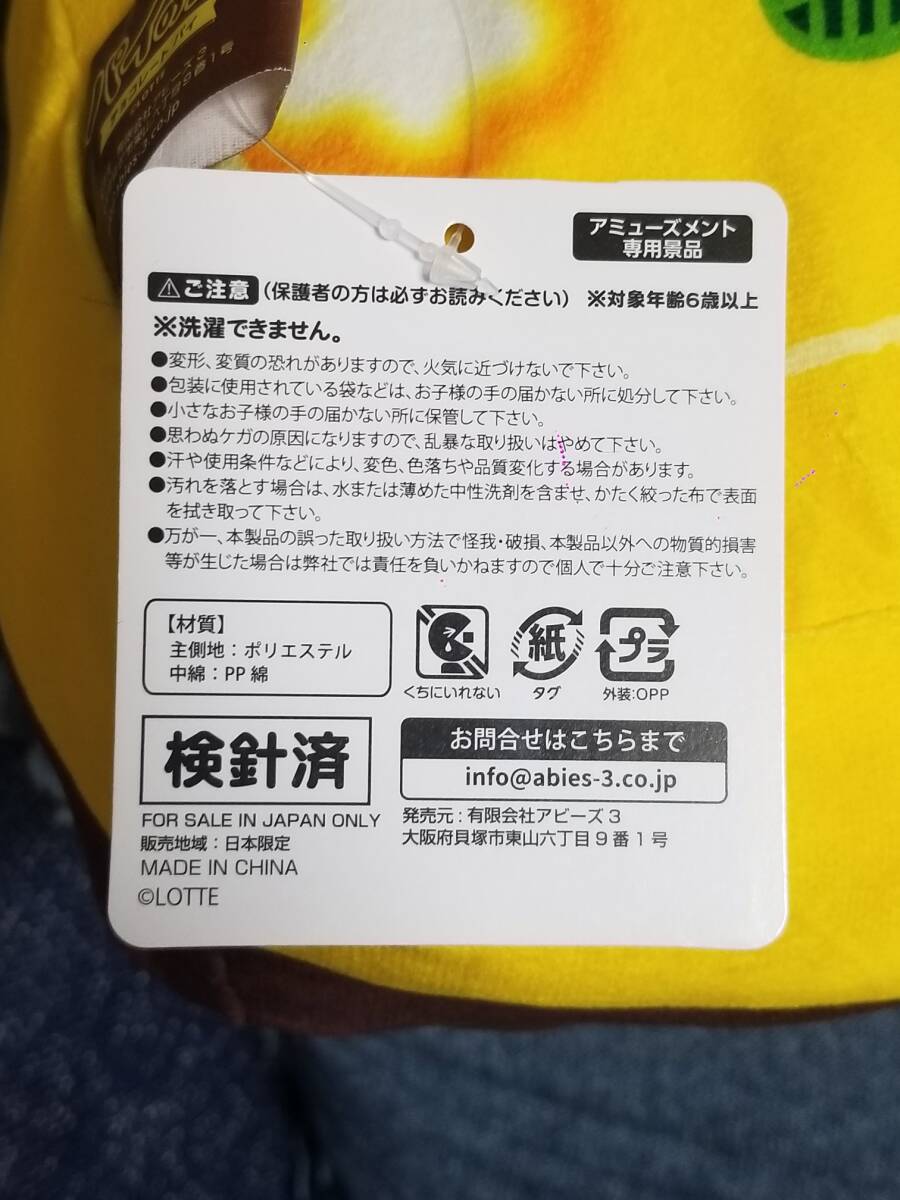 アミューズメント
専用景品
ご注意 (保護者の方は必ずお読みください) ※対象年齢6歳以上
※洗濯できません。
●変形、変質の恐れがありますので、火気に近づけないで下さい。
●包装に使用されている袋などは、お子様の手の届かない所に処分して下さい。
●小さなお子様の手の届かない所に保管して下さい。
●思わぬケガの原因になりますので、乱暴な取り扱いはやめて下さい。
●汗や使用条件などにより、変色、色落ちや品質変化する場合があります。
●汚れを落とす場合は、水または薄めた中性洗剤を含ませ、かたく絞った布で表面
を拭き取って下さい。
●万が一、本製品の誤った取り扱い方法で怪我・破損、本製品以外への物質的損害
等が生じた場合は弊社では責任を負いかねますので個人で十分ご注意下さい。
【材質】
主側地：ポリエステル
中綿：PP 綿
紙
プラ
くちにいれない
タグ
外装:OPP
検針済
お問合せはこちらまで
info@abies-3.co.jp
FOR SALE IN JAPAN ONLY
販売地域：日本限定
MADE IN CHINA
©LOTTE
発売元：有限会社アビーズ3
大阪府貝塚市東山六丁目9番1号